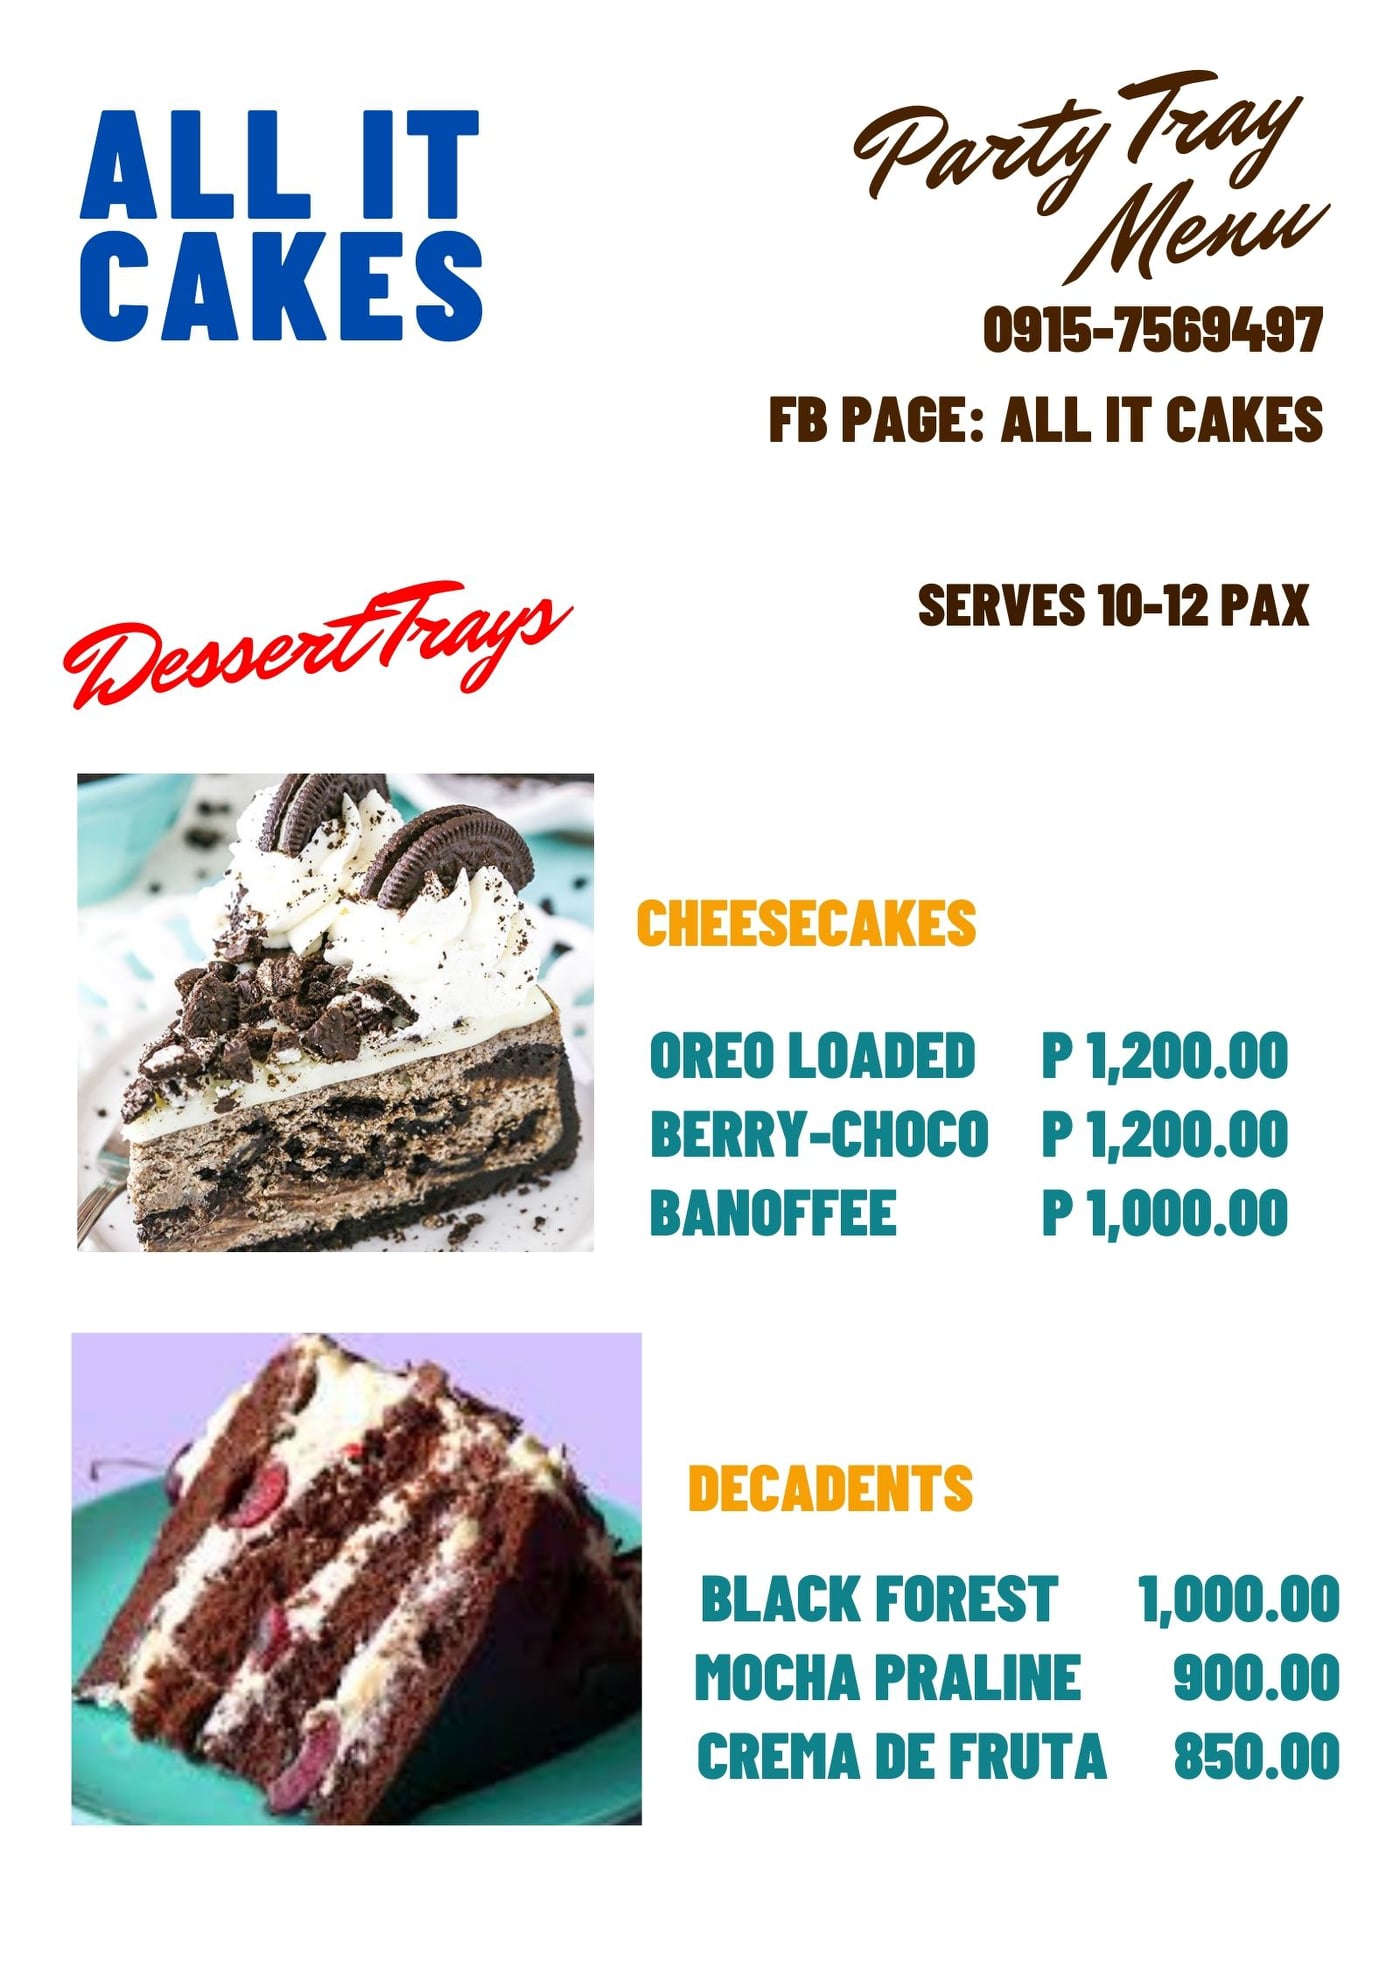 ALL IT
CAKES
Party Tray
Menu
0915-7569497
FB PAGE: ALL IT CAKES
Dessert Trays
SERVES 10-12 PAX
CHEESECAKES
OREO LOADED P 1,200.00
BERRY-CHOCO P 1,200.00
BANOFFEE P 1,000.00
DECADENTS
BLACK FOREST 1,000.00
MOCHA PRALINE 900.00
CREMA DE FRUTA 850.00